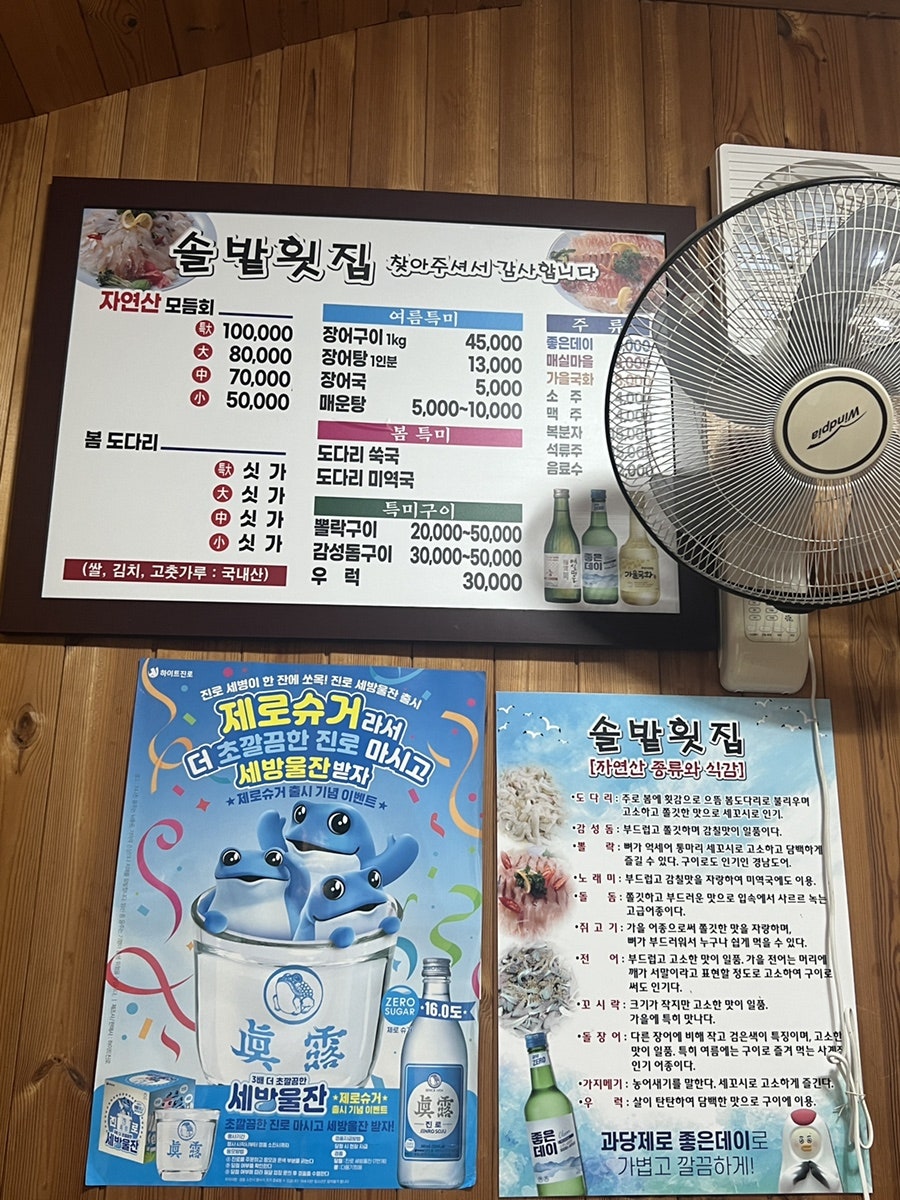 솔밭횟집 찾아주셔서 감사합니다
자연산 모듬회
특大 100,000
大 80,000
中 70,000
小 50,000
봄 도다리
특大 싯가
大 싯가
中 싯가
小 싯가
(쌀, 김치, 고춧가루 : 국내산)
여름특미
장어구이 1kg 45,000
장어탕 1인분 13,000
장어국 5,000
매운탕 5,000~10,000
봄 특미
도다리 쑥국
도다리 미역국
특미구이
뽈락구이 20,000~50,000
감성돔구이 30,000~50,000
우 럭 30,000
주 류
좋은데이
매실마을
가을국화
소 주
맥 주
복분자
석류주
음료수
좋은데이
가을국화
Windpia
하이트진로
진로 세병이 한 잔에 쏘옥! 진로 세방울잔 출시
제로슈거라서
더 초깔끔한 진로 마시고
세방울잔받자
★제로슈거 출시 기념 이벤트★
ZERO SUGAR
16.0도
제로 슈거
眞露
3배 더 초깔끔한
세방울잔
★제로슈거★
출시 기념 이벤트
초깔끔한 진로 마시고 세방울잔 받자!
세방울잔
眞露
眞露
진로
JINRO SOJU
솔밭횟집
[자연산 종류와 식감]
•도 다 리 : 주로 봄에 횟감으로 으뜸 봄도다리로 불리우며
고소하고 쫄깃한 맛으로 세꼬시로 인기.
•감 성 돔 : 부드럽고 쫄깃하며 감칠맛이 일품이다.
•뽈 락 : 뼈가 억세어 통마리 세꼬시로 고소하고 담백하게
즐길 수 있다. 구이로도 인기인 경남도어.
•노 래 미 : 부드럽고 감칠맛을 자랑하여 미역국에도 이용.
•돌 돔 : 쫄깃하고 부드러운 맛으로 입속에서 사르르 녹는
고급어종이다.
•쥐 고 기 : 가을 어종으로써 쫄깃한 맛을 자랑하며,
뼈가 부드러워서 누구나 쉽게 먹을 수 있다.
•전 어 : 부드럽고 고소한 맛이 일품. 가을 전어는 머리에
깨가 서말이라고 표현할 정도로 고소하여 구이로
써도 인기다.
•꼬 시 락 : 크기가 작지만 고소한 맛이 일품.
가을에 특히 맛나다.
•돌 장 어 : 다른 장어에 비해 작고 검은색이 특징이며, 고소한
맛이 일품. 특히 여름에는 구이로 즐겨 먹는 사계절
인기 어종이다.
•가지메기 : 농어새끼를 말한다. 세꼬시로 고소하게 즐긴다.
•우 럭 : 살이 탄탄하여 담백한 맛으로 구이에 용이.
좋은데이
과당제로 좋은데이로
가볍고 깔끔하게!